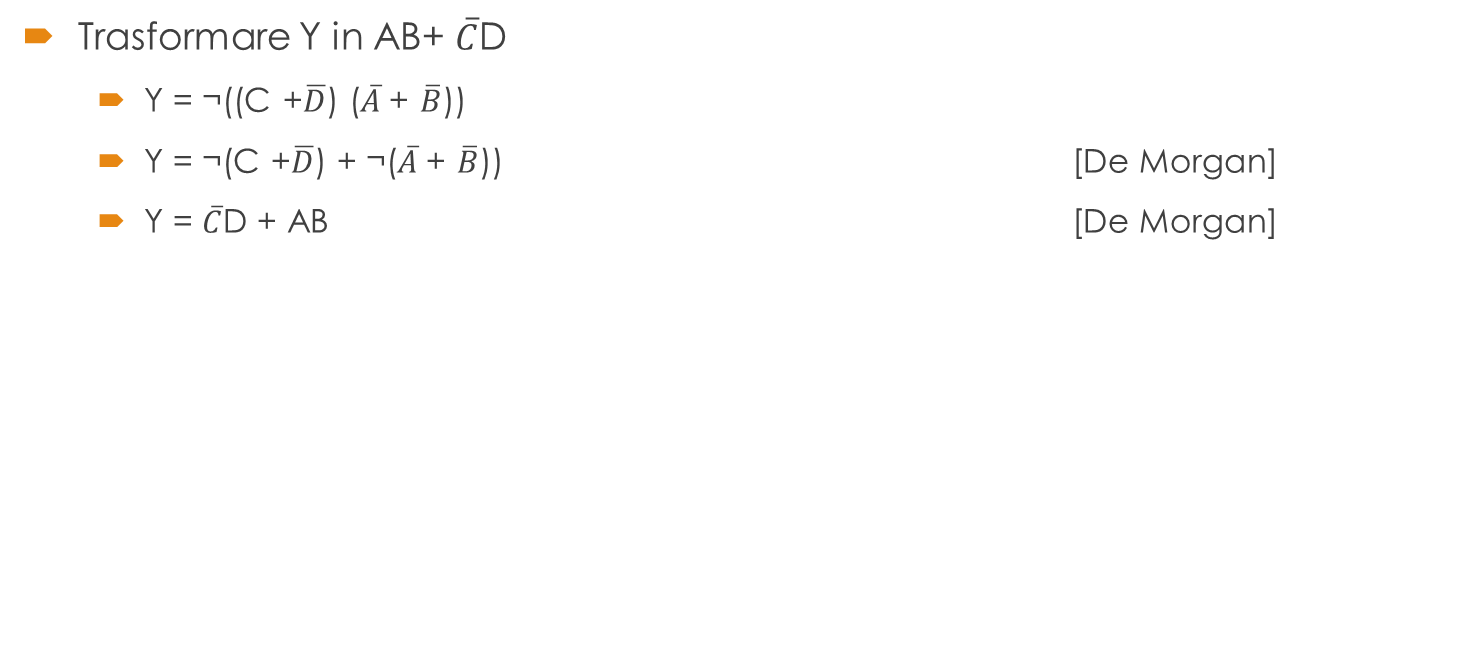 Trasformare Y in AB+ C̅D
Y = ¬((C +D̅) (A̅ + B̅))
Y = ¬(C +D̅) + ¬(A̅ + B̅)) [De Morgan]
Y = C̅D + AB [De Morgan]